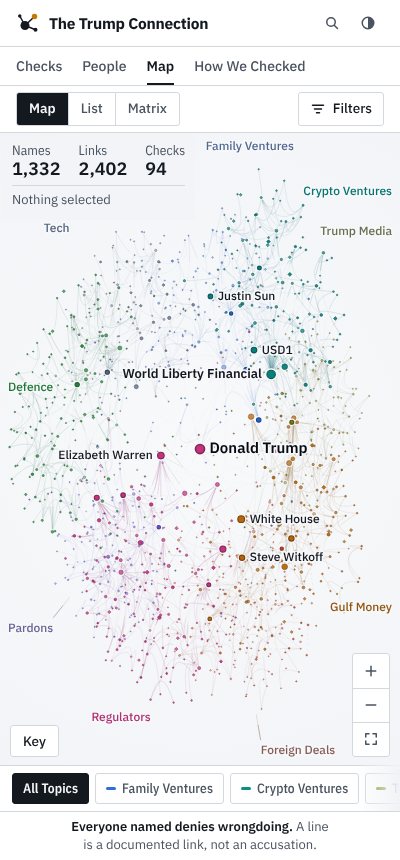 The Trump Connection
Checks People Map How We Checked
Map List Matrix Filters
Names Links Checks
1,332 2,402 94
Nothing selected
Family Ventures
Crypto Ventures
Trump Media
Tech
Justin Sun
USD1
World Liberty Financial
Defence
Donald Trump
Elizabeth Warren
White House
Steve Witkoff
Gulf Money
Pardons
Regulators
Foreign Deals
Key
All Topics Family Ventures Crypto Ventures
Everyone named denies wrongdoing. A line
is a documented link, not an accusation.